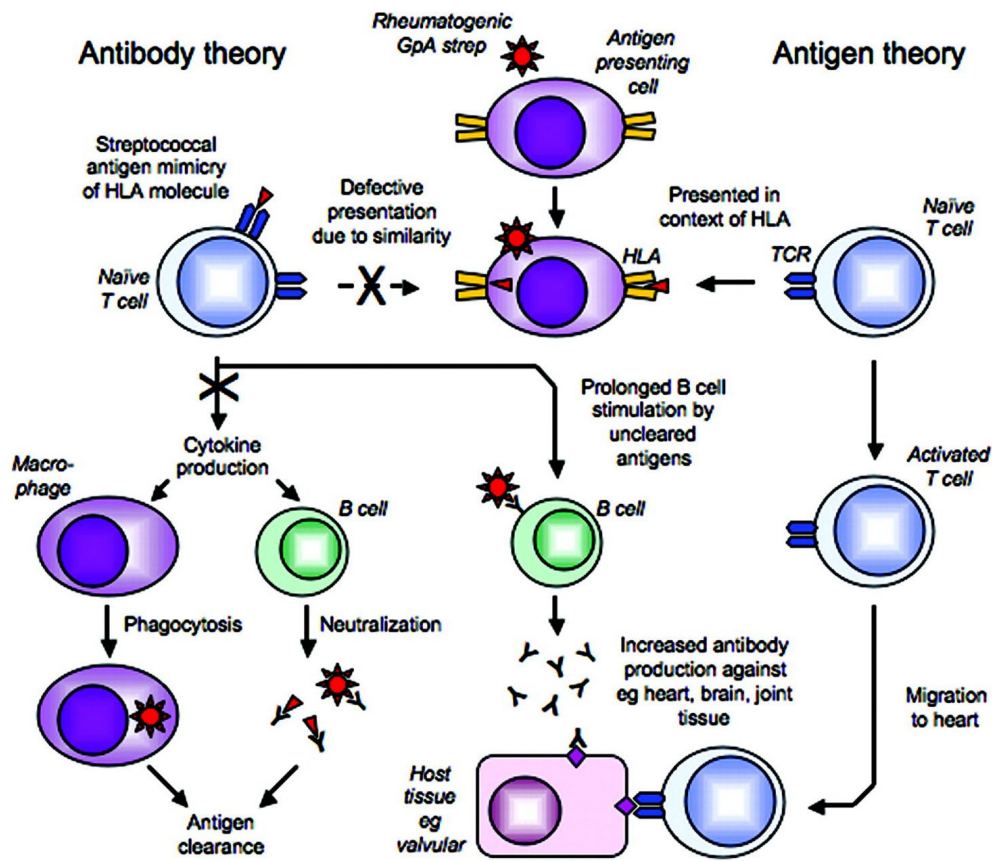 Antibody theory
Rheumatogenic
GpA strep
Antigen
presenting
cell
Antigen theory
Streptococcal
antigen mimicry
of HLA molecule
Defective
presentation
due to similarity
Presented in
context of HLA
Naïve
T cell
Naïve
T cell
X
HLA
TCR
X
Cytokine
production
Prolonged B cell
stimulation by
uncleared
antigens
Macro-
phage
B cell
B cell
Activated
T cell
Phagocytosis
Neutralization
Increased antibody
production against
eg heart, brain, joint
tissue
Migration
to heart
Host
tissue
eg
valvular
Antigen
clearance